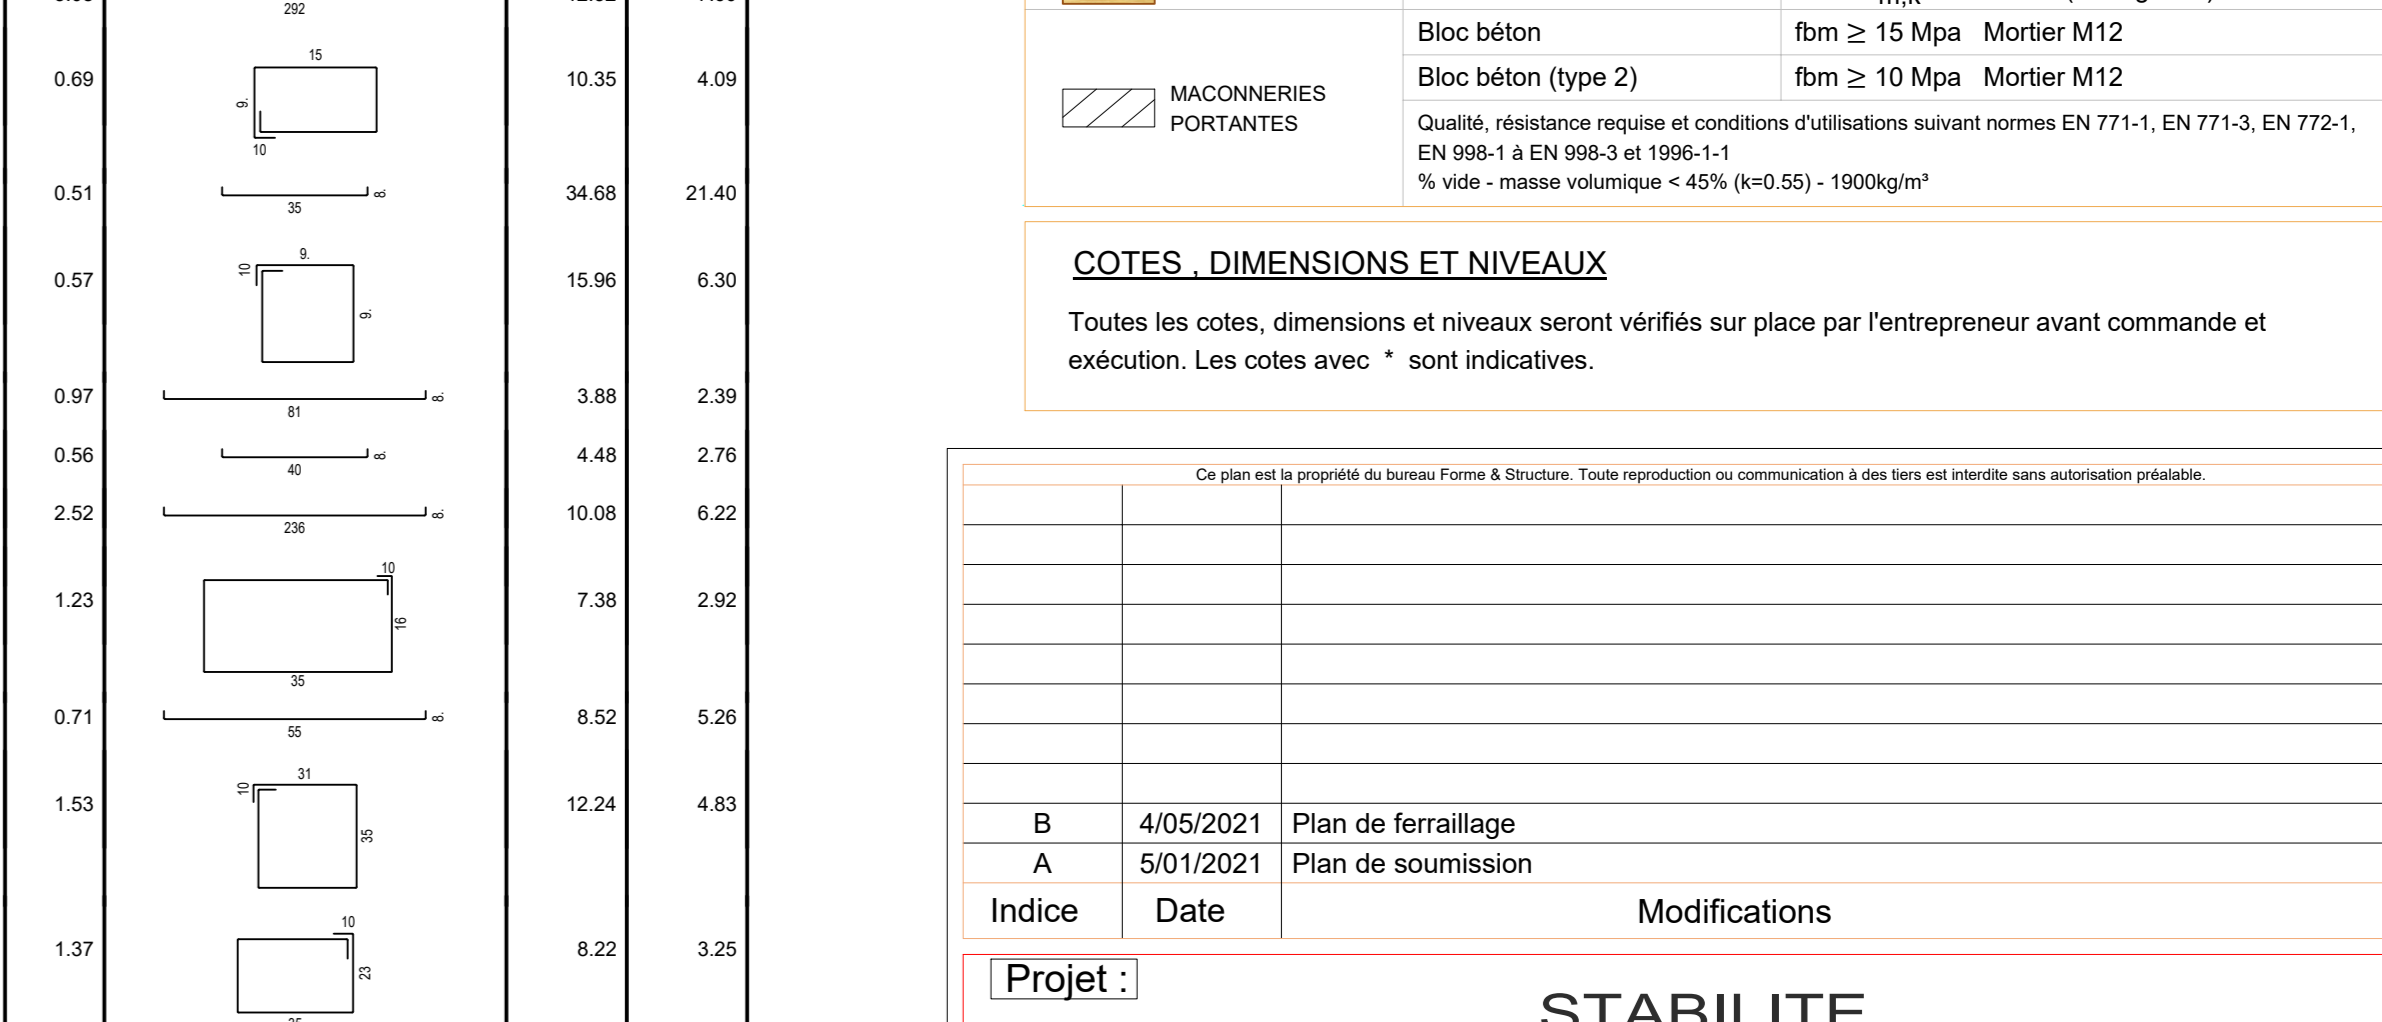 292
15
0.69 10.35 4.09
9.
10
0.51 8. 34.68 21.40
35
9.
10
0.57 15.96 6.30
9.
0.97 8. 3.88 2.39
81
0.56 8. 4.48 2.76
40
2.52 8. 10.08 6.22
236
10
1.23 7.38 2.92
16
35
0.71 8. 8.52 5.26
55
31
10
1.53 12.24 4.83
35
10
1.37 8.22 3.25
23
Bloc béton fbm ≥ 15 Mpa Mortier M12
Bloc béton (type 2) fbm ≥ 10 Mpa Mortier M12
MACONNERIES
PORTANTES
Qualité, résistance requise et conditions d'utilisations suivant normes EN 771-1, EN 771-3, EN 772-1,
EN 998-1 à EN 998-3 et 1996-1-1
% vide - masse volumique < 45% (k=0.55) - 1900kg/m³
COTES , DIMENSIONS ET NIVEAUX
Toutes les cotes, dimensions et niveaux seront vérifiés sur place par l'entrepreneur avant commande et
exécution. Les cotes avec * sont indicatives.
Ce plan est la propriété du bureau Forme & Structure. Toute reproduction ou communication à des tiers est interdite sans autorisation préalable.
B 4/05/2021 Plan de ferraillage
A 5/01/2021 Plan de soumission
Indice Date Modifications
Projet :
STABILITE